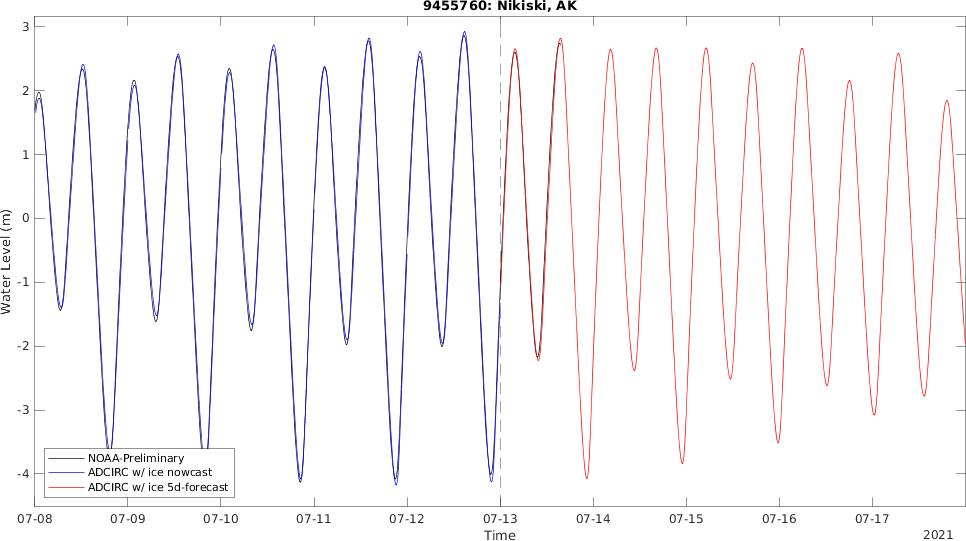 9455760: Nikiski, AK
3
2
1
0
-1
-2
-3
-4
Water Level (m)
NOAA-Preliminary
ADCIRC w/ ice nowcast
ADCIRC w/ ice 5d-forecast
07-08 07-09 07-10 07-11 07-12 07-13 07-14 07-15 07-16 07-17
Time
2021